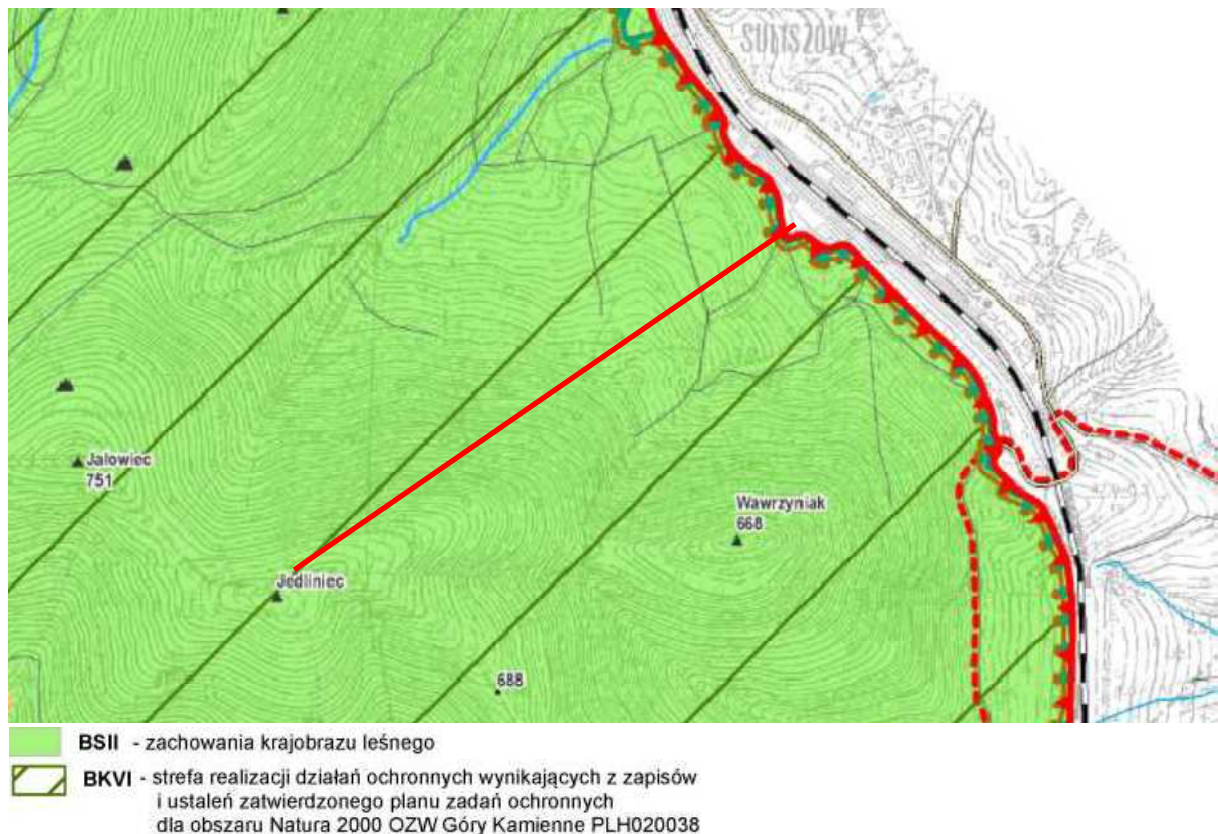 SULISZÓW
Jałowiec
751
Wawrzyniak
668
Jedliniec
688
BSII - zachowania krajobrazu leśnego
BKVI - strefa realizacji działań ochronnych wynikających z zapisów
i ustaleń zatwierdzonego planu zadań ochronnych
dla obszaru Natura 2000 OZW Góry Kamienne PLH020038